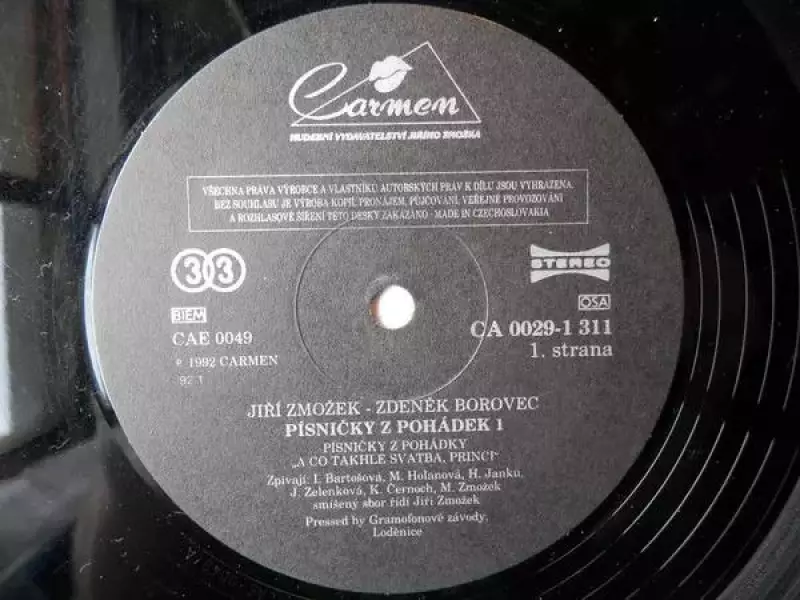 Carmen
HUDEBNÍ VYDAVATELSTVÍ JIŘÍHO ZMOŽKA
VŠECHNA PRÁVA VÝROBCE A VLASTNÍKŮ AUTORSKÝCH PRÁV K DÍLU JSOU VYHRAZENA.
BEZ SOUHLASU JE VÝROBA KOPIÍ, PRONÁJEM, PŮJČOVÁNÍ, VEŘEJNÉ PROVOZOVÁNÍ
A ROZHLASOVÉ ŠÍŘENÍ TÉTO DESKY ZAKÁZÁNO - MADE IN CZECHOSLOVAKIA
33
STEREO
BIEM
OSA
CAE 0049
CA 0029-1 311
℗ 1992 CARMEN
1. strana
92 1
JIŘÍ ZMOŽEK - ZDENĚK BOROVEC
PÍSNIČKY Z POHÁDEK 1
PÍSNIČKY Z POHÁDKY
„A CO TAKHLE SVATBA, PRINCI"
Zpívají: I. Bartošová, M. Holanová, H. Janků,
J. Zelenková, K. Černoch, M. Zmožek
smíšený sbor řídí Jiří Zmožek
Pressed by Gramofonové závody,
Loděnice